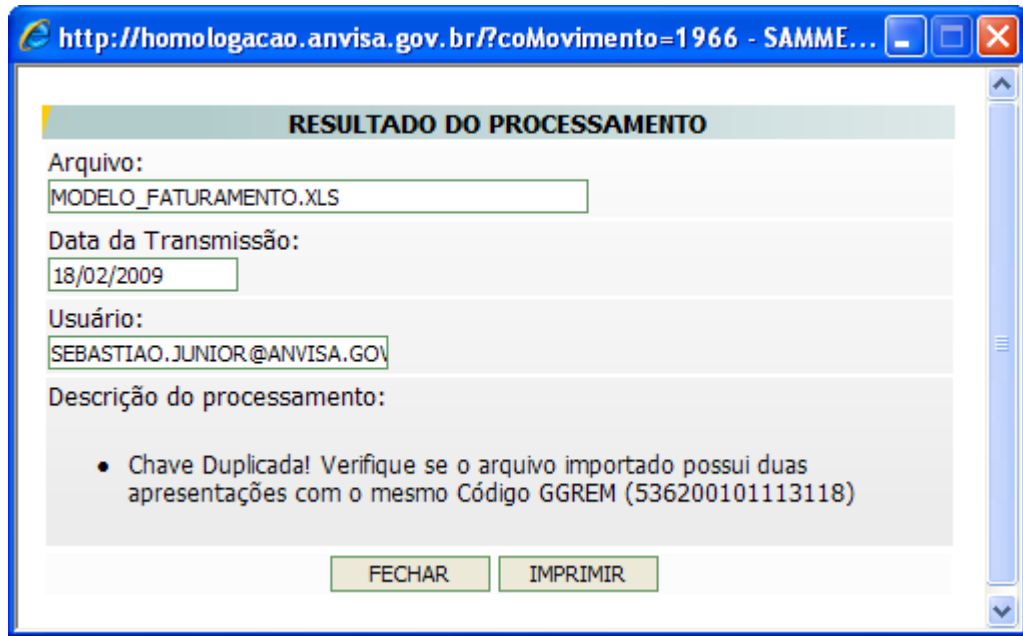 http://homologacao.anvisa.gov.br/?coMovimento=1966 - SAMME...
RESULTADO DO PROCESSAMENTO
Arquivo:
MODELO_FATURAMENTO.XLS
Data da Transmissão:
18/02/2009
Usuário:
SEBASTIAO.JUNIOR@ANVISA.GOV
Descrição do processamento:
• Chave Duplicada! Verifique se o arquivo importado possui duas
apresentações com o mesmo Código GGREM (536200101113118)
FECHAR IMPRIMIR